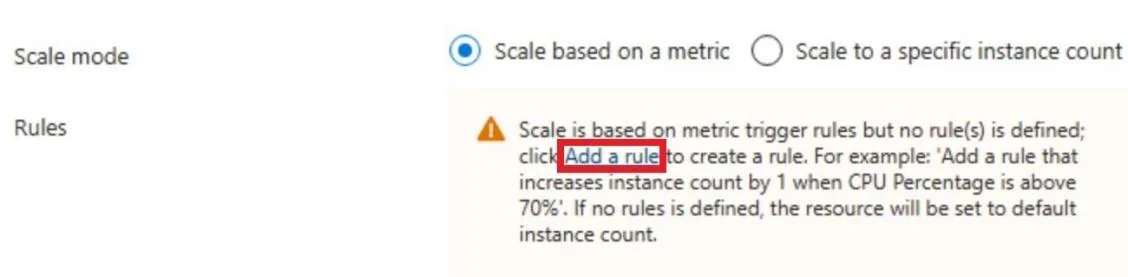 Scale mode
Scale based on a metric
Scale to a specific instance count
Rules
Scale is based on metric trigger rules but no rule(s) is defined;
click Add a rule to create a rule. For example: 'Add a rule that
increases instance count by 1 when CPU Percentage is above
70%'. If no rules is defined, the resource will be set to default
instance count.